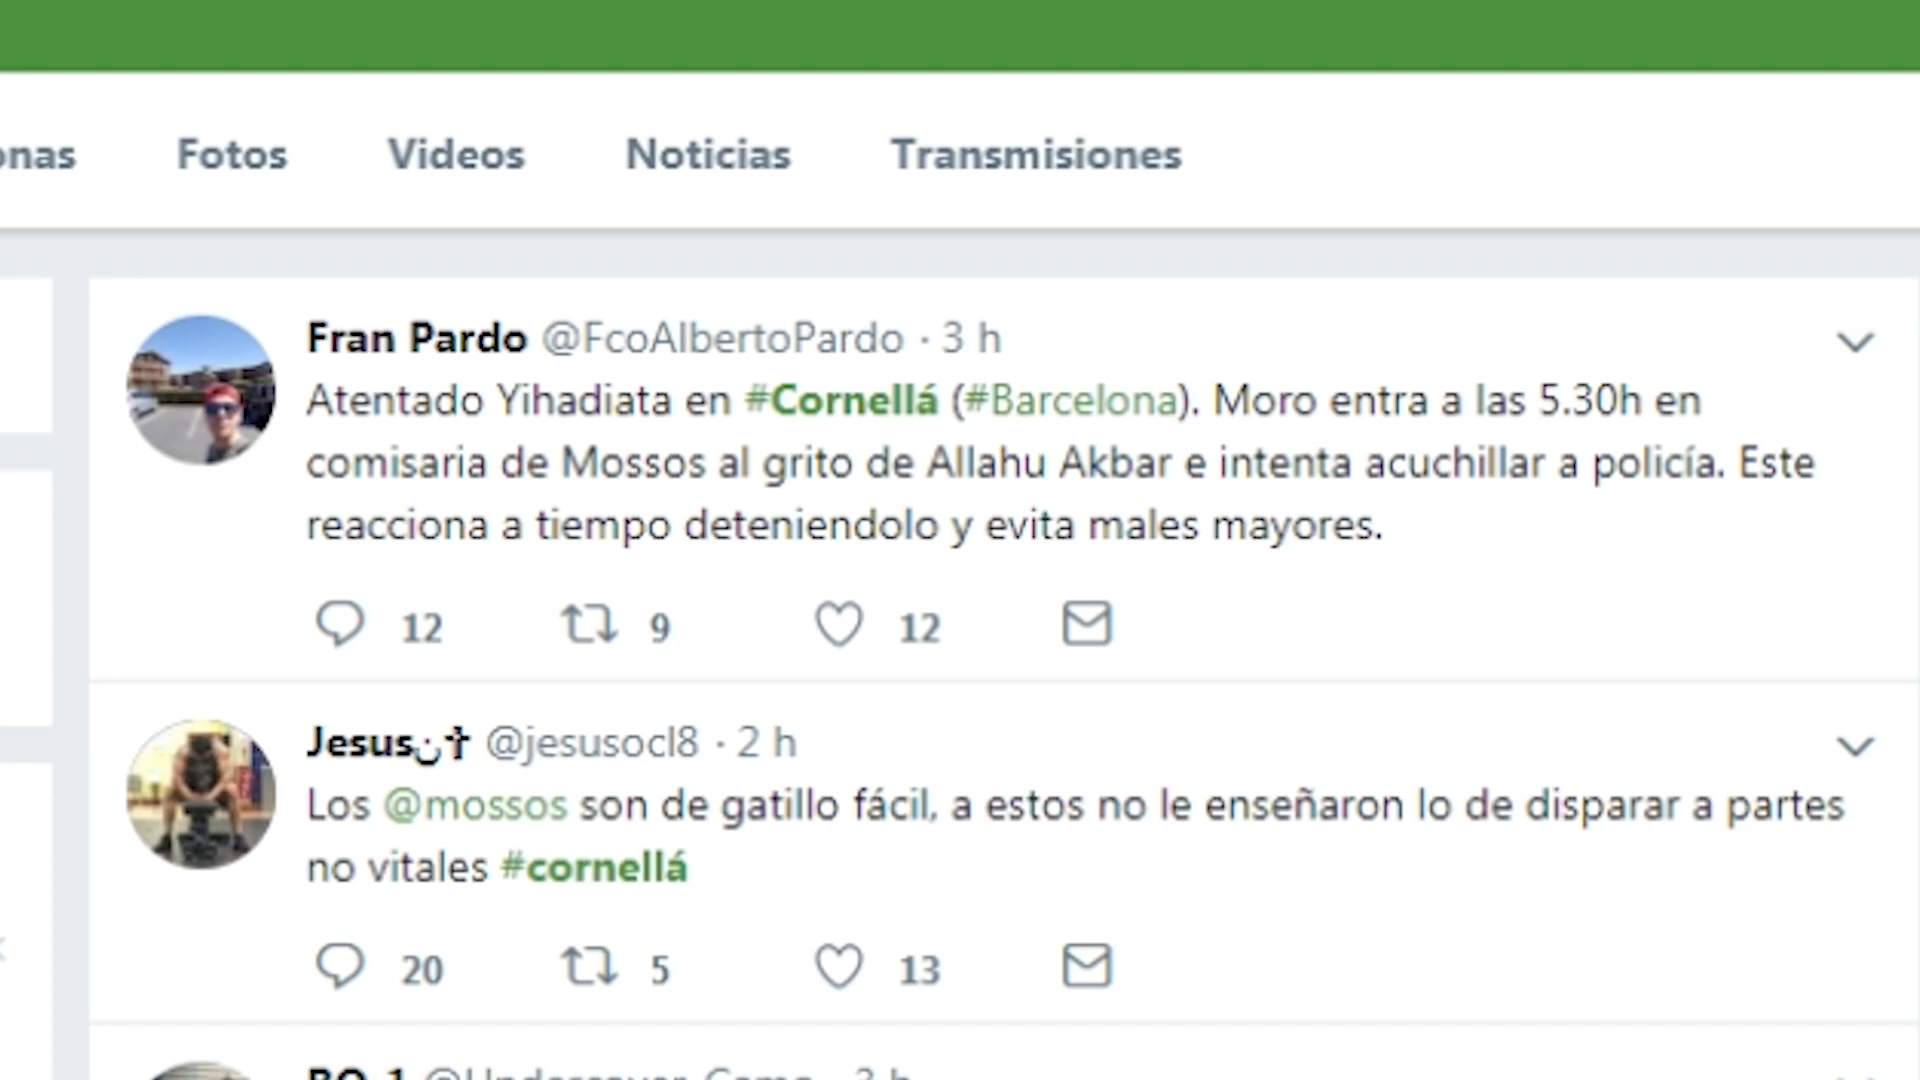 onas Fotos Videos Noticias Transmisiones
Fran Pardo @FcoAlbertoPardo · 3 h
Atentado Yihadiata en #Cornellá (#Barcelona). Moro entra a las 5.30h en
comisaria de Mossos al grito de Allahu Akbar e intenta acuchillar a policía. Este
reacciona a tiempo deteniendolo y evita males mayores.
12 9 12
Jesusن✝ @jesusocl8 · 2 h
Los @mossos son de gatillo fácil, a estos no le enseñaron lo de disparar a partes
no vitales #cornellá
20 5 13